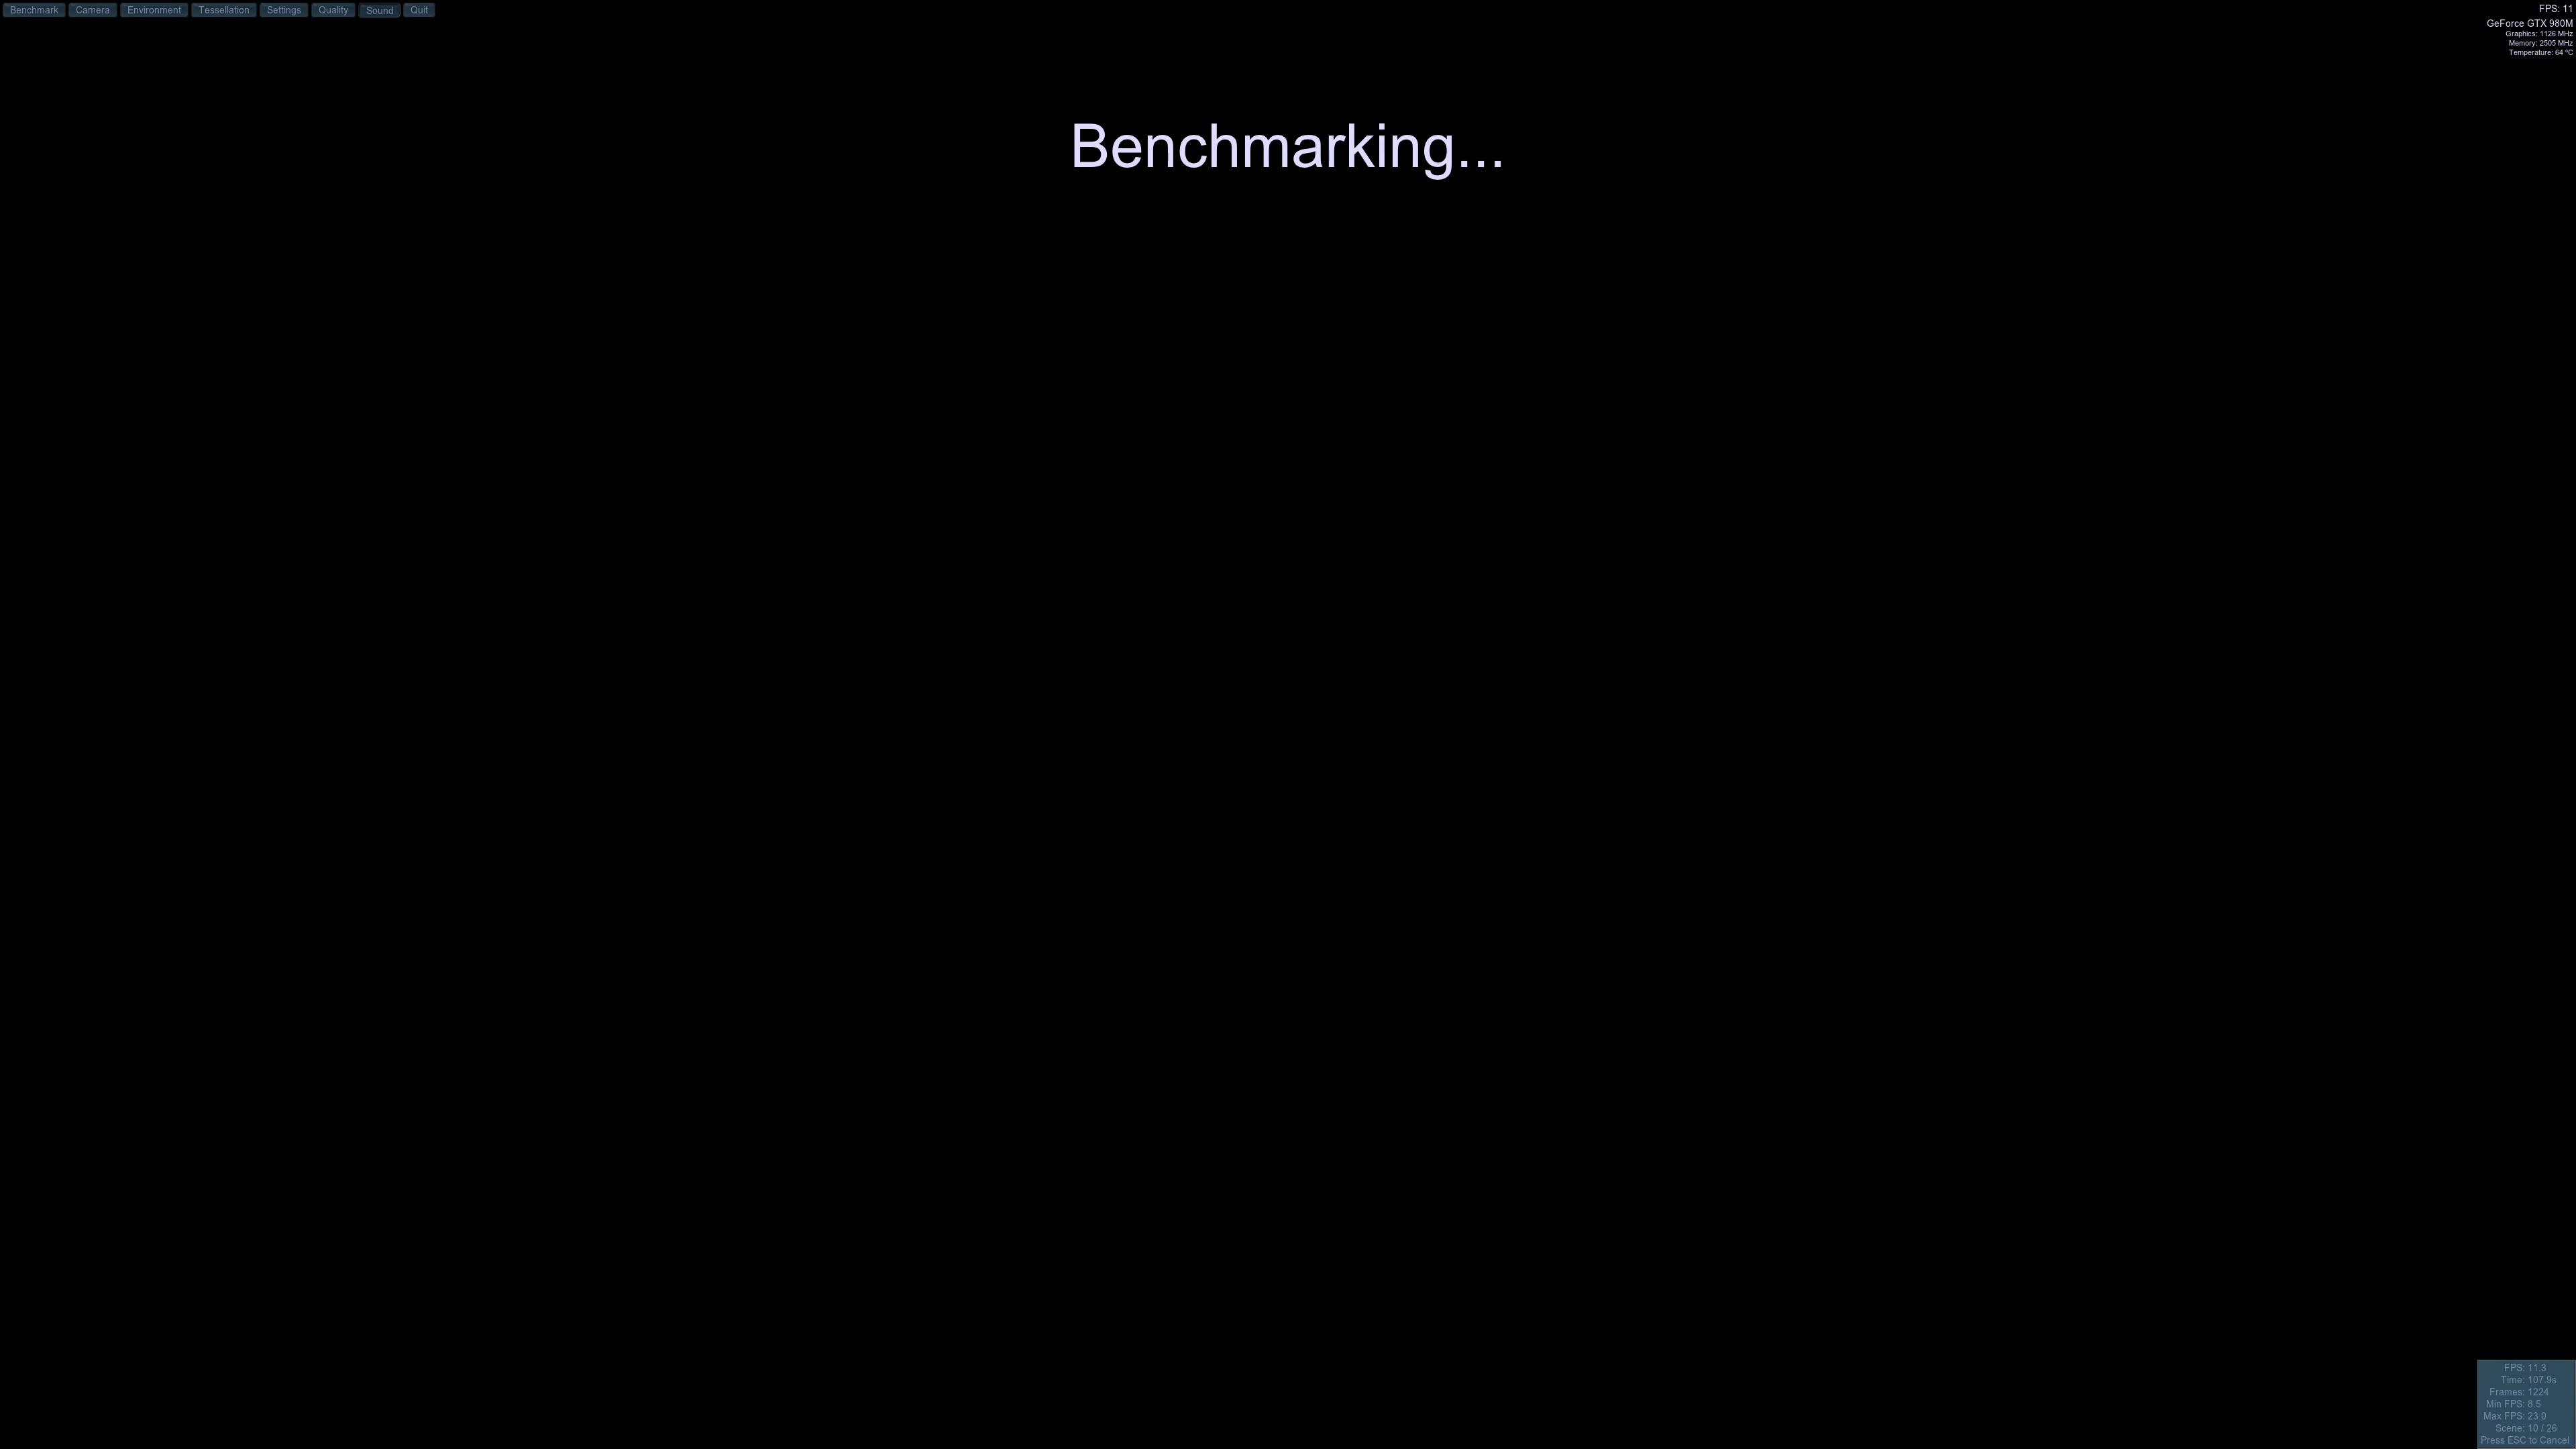 Benchmark Camera Environment Tessellation Settings Quality Sound Quit
FPS: 11
GeForce GTX 980M
Graphics: 1126 MHz
Memory: 2505 MHz
Temperature: 64 °C
Benchmarking...
FPS: 11.3
Time: 107.9s
Frames: 1224
Min FPS: 8.5
Max FPS: 23.0
Scene: 10 / 26
Press ESC to Cancel